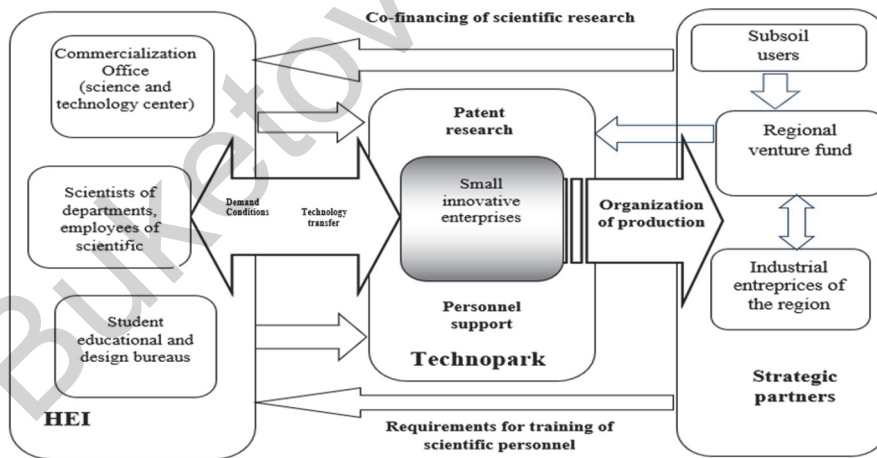 Co-financing of scientific research
Commercialization
Office
(science and
technology center)
Scientists of
departments,
employees of
scientific
Student
educational and
design bureaus
HEI
Demand
Conditions
Technology
transfer
Patent
research
Small
innovative
enterprises
Personnel
support
Technopark
Organization
of production
Subsoil
users
Regional
venture fund
Industrial
entreprices of
the region
Strategic
partners
Requirements for training of
scientific personnel
Buketov